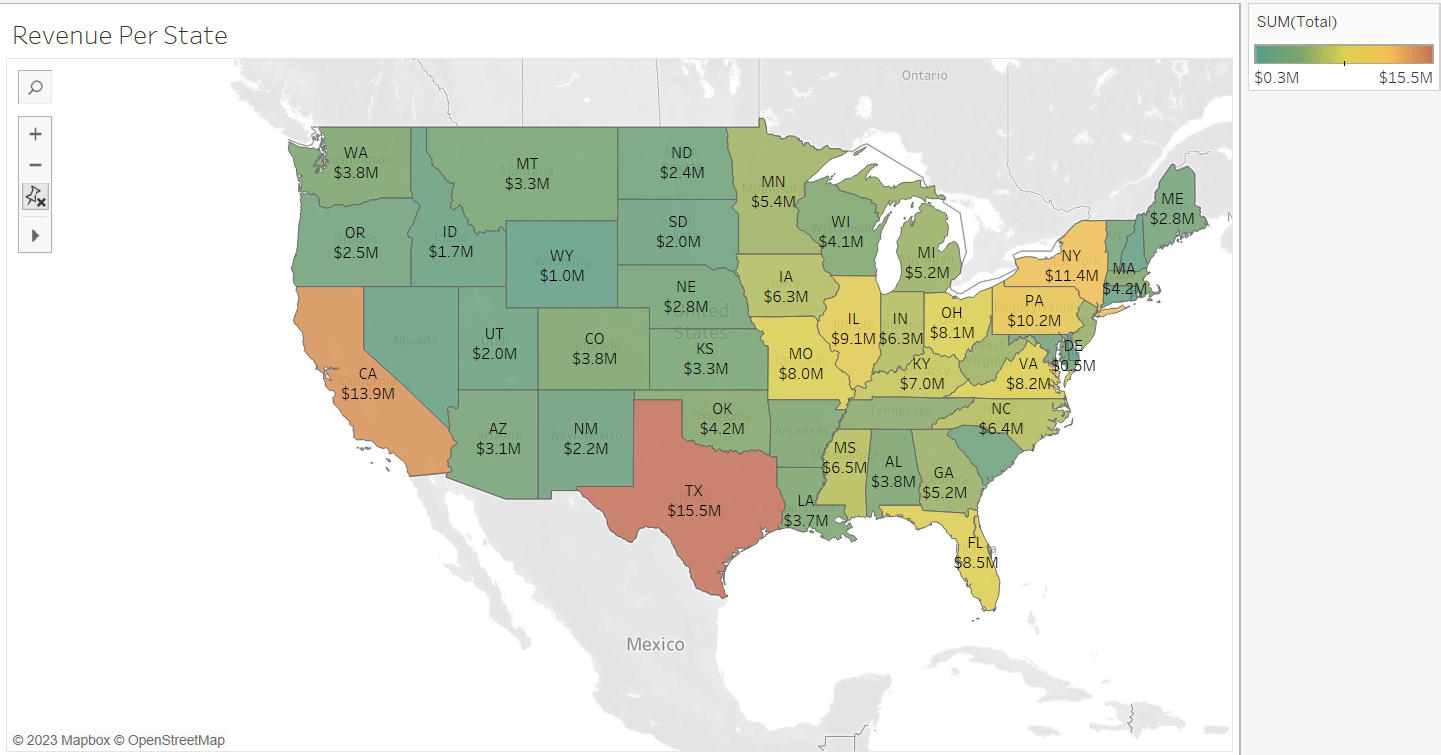 Revenue Per State
SUM(Total)
$0.3M
$15.5M
Ontario
WA
$3.8M
MT
$3.3M
ND
$2.4M
MN
$5.4M
ME
$2.8M
OR
$2.5M
ID
$1.7M
SD
$2.0M
WI
$4.1M
MI
$5.2M
NY
$11.4M
MA
$4.2M
WY
$1.0M
IA
$6.3M
NE
$2.8M
United
States
PA
$10.2M
IL
$9.1M
IN
$6.3M
OH
$8.1M
Nevada
UT
$2.0M
CO
$3.8M
KS
$3.3M
MO
$8.0M
KY
$7.0M
West
Virginia
VA
$8.2M
DE
$0.5M
CA
$13.9M
Tennessee
NC
$6.4M
AZ
$3.1M
NM
$2.2M
OK
$4.2M
Arkansas
MS
$6.5M
AL
$3.8M
GA
$5.2M
TX
$15.5M
LA
$3.7M
FL
$8.5M
Mexico
© 2023 Mapbox © OpenStreetMap